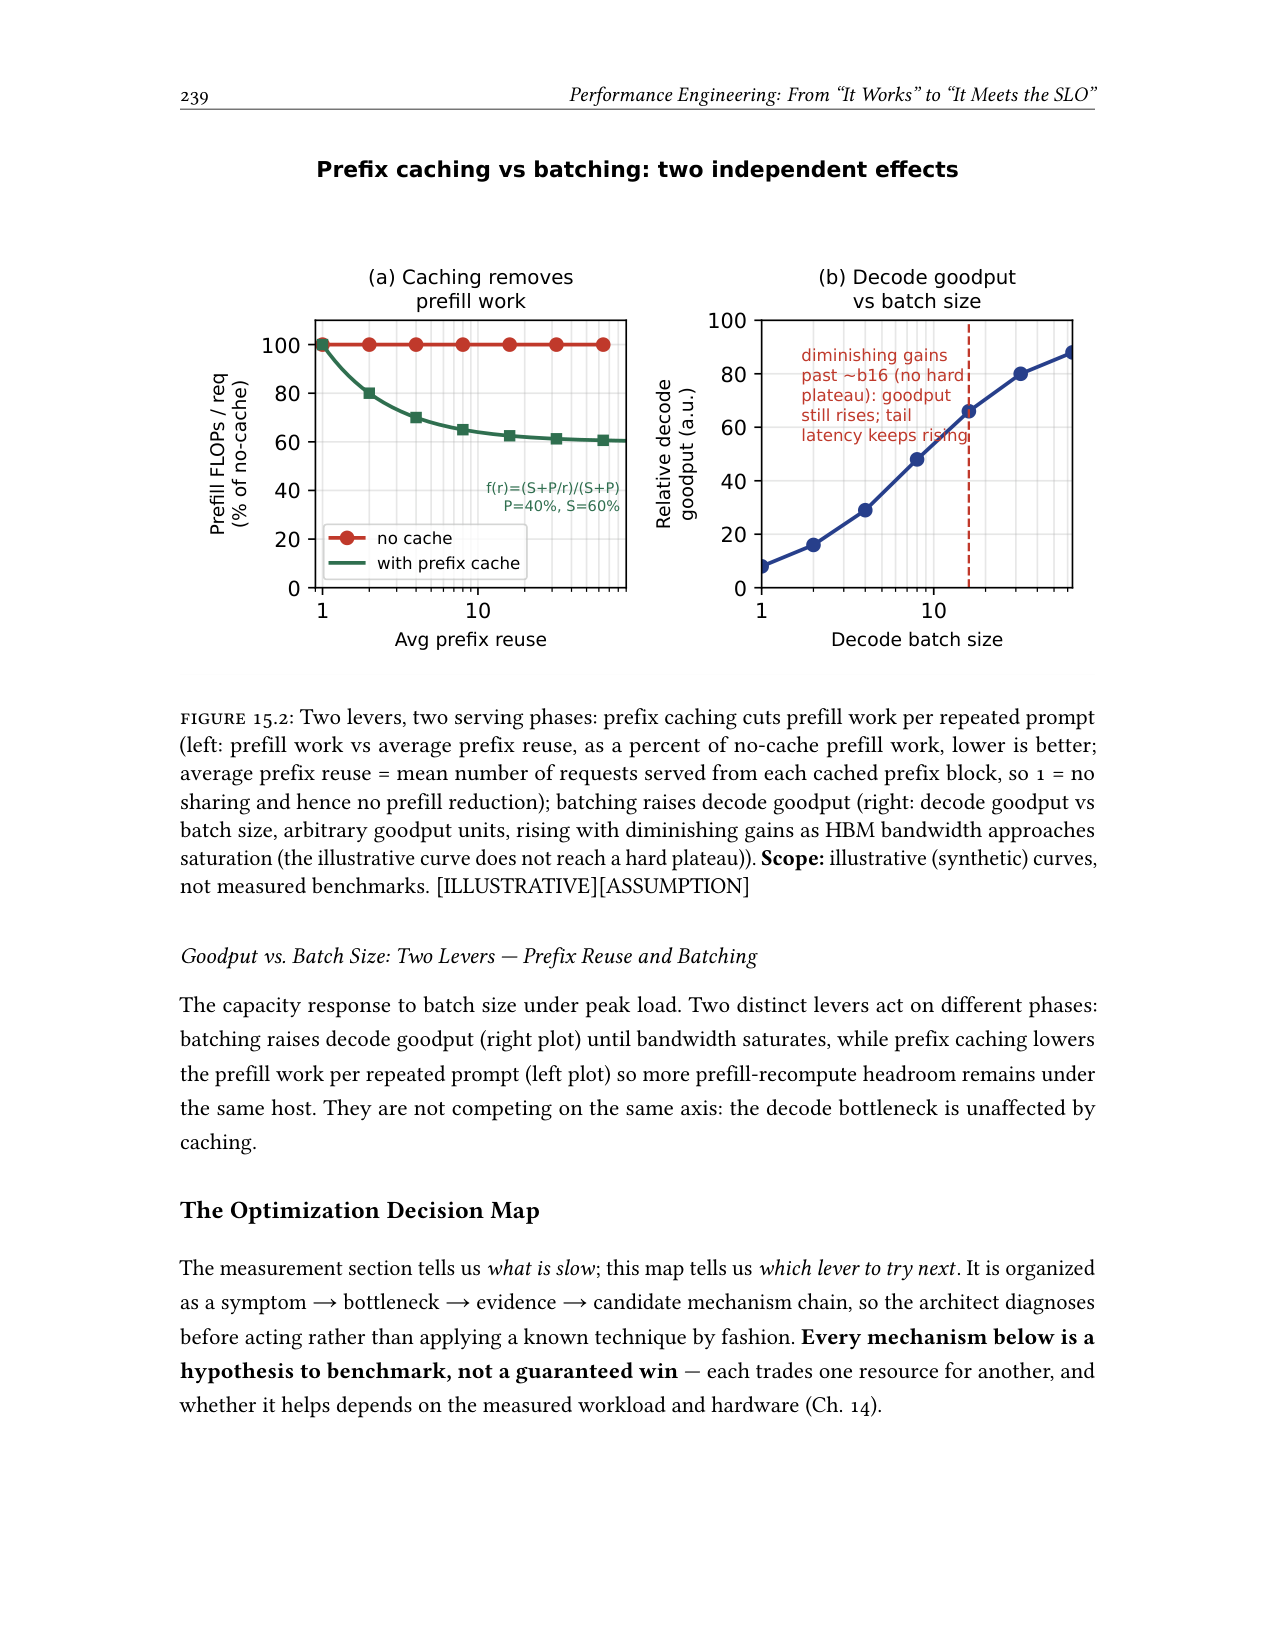 239
Performance Engineering: From “It Works” to “It Meets the SLO”
Prefix caching vs batching: two independent effects
(a) Caching removes
prefill work
Prefill FLOPs / req
(% of no-cache)
100
80
60
40
20
0
f(r)=(S+P/r)/(S+P)
P=40%, S=60%
no cache
with prefix cache
1
10
Avg prefix reuse
(b) Decode goodput
vs batch size
Relative decode
goodput (a.u.)
100
80
60
40
20
0
diminishing gains
past ~b16 (no hard
plateau): goodput
still rises; tail
latency keeps rising
1
10
Decode batch size
FIGURE 15.2: Two levers, two serving phases: prefix caching cuts prefill work per repeated prompt
(left: prefill work vs average prefix reuse, as a percent of no-cache prefill work, lower is better;
average prefix reuse = mean number of requests served from each cached prefix block, so 1 = no
sharing and hence no prefill reduction); batching raises decode goodput (right: decode goodput vs
batch size, arbitrary goodput units, rising with diminishing gains as HBM bandwidth approaches
saturation (the illustrative curve does not reach a hard plateau)). Scope: illustrative (synthetic) curves,
not measured benchmarks. [ILLUSTRATIVE][ASSUMPTION]
Goodput vs. Batch Size: Two Levers — Prefix Reuse and Batching
The capacity response to batch size under peak load. Two distinct levers act on different phases:
batching raises decode goodput (right plot) until bandwidth saturates, while prefix caching lowers
the prefill work per repeated prompt (left plot) so more prefill-recompute headroom remains under
the same host. They are not competing on the same axis: the decode bottleneck is unaffected by
caching.
The Optimization Decision Map
The measurement section tells us what is slow; this map tells us which lever to try next. It is organized
as a symptom → bottleneck → evidence → candidate mechanism chain, so the architect diagnoses
before acting rather than applying a known technique by fashion. Every mechanism below is a
hypothesis to benchmark, not a guaranteed win — each trades one resource for another, and
whether it helps depends on the measured workload and hardware (Ch. 14).